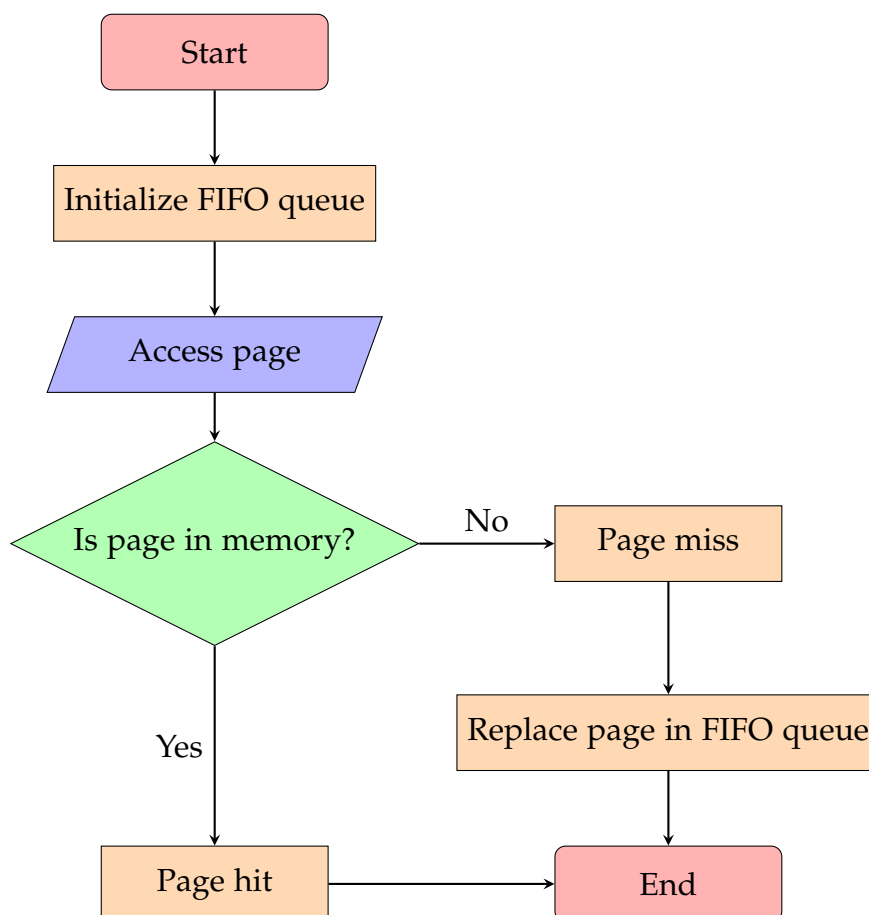 Start
Initialize FIFO queue
Access page
Is page in memory?
No
Page miss
Replace page in FIFO queue
Yes
Page hit
End